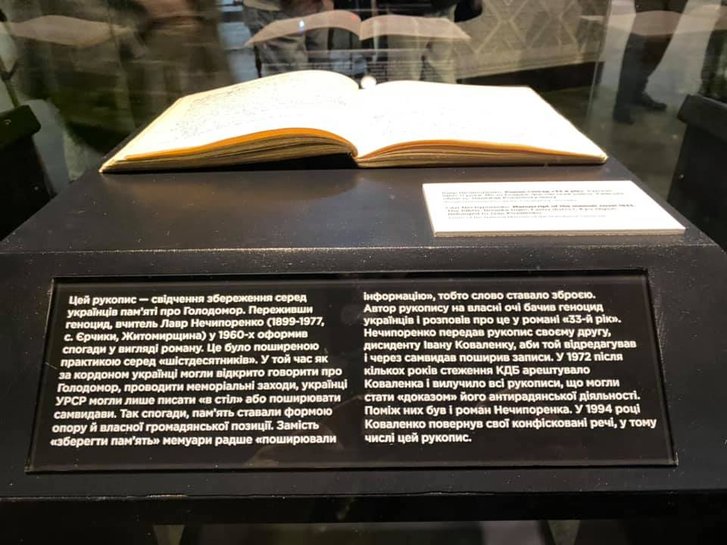 Цей рукопис — свідчення збереження серед
українців пам'яті про Голодомор. Переживши
геноцид, вчитель Лавр Нечипоренко (1899-1977,
с. Єрчики, Житомирщина) у 1960-х оформив
спогади у вигляді роману. Це було поширеною
практикою серед «шістдесятників». У той час як
за кордоном українці могли відкрито говорити про
Голодомор, проводити меморіальні заходи, українці
УРСР могли лише писати «в стіл» або поширювати
самвидави. Так спогади, пам'ять ставали формою
опору й власної громадянської позиції. Замість
«зберегти пам'ять» мемуари радше «поширювали
інформацію», тобто слово ставало зброєю.
Автор рукопису на власні очі бачив геноцид
українців і розповів про це у романі «33-й рік».
Нечипоренко передав рукопис своєму другу,
дисиденту Івану Коваленку, аби той відредагував
і через самвидав поширив записи. У 1972 після
кількох років стеження КДБ арештувало
Коваленка і вилучило всі рукописи, що могли
стати «доказом» його антирадянської діяльності.
Поміж них був і роман Нечипоренка. У 1994 році
Коваленко повернув свої конфісковані речі, у тому
числі цей рукопис.